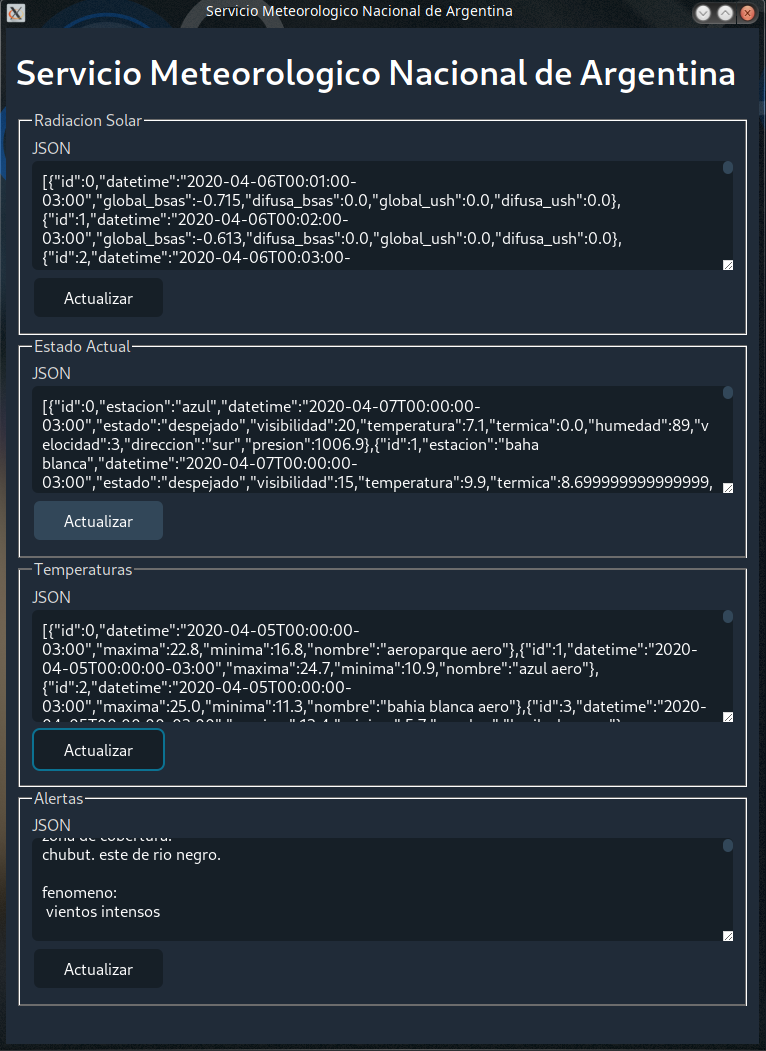 Servicio Meteorologico Nacional de Argentina
Servicio Meteorologico Nacional de Argentina
Radiacion Solar
JSON
[{"id":0,"datetime":"2020-04-06T00:01:00-
03:00","global_bsas":-0.715,"difusa_bsas":0.0,"global_ush":0.0,"difusa_ush":0.0},
{"id":1,"datetime":"2020-04-06T00:02:00-
03:00","global_bsas":-0.613,"difusa_bsas":0.0,"global_ush":0.0,"difusa_ush":0.0},
{"id":2,"datetime":"2020-04-06T00:03:00-
Actualizar
Estado Actual
JSON
[{"id":0,"estacion":"azul","datetime":"2020-04-07T00:00:00-
03:00","estado":"despejado","visibilidad":20,"temperatura":7.1,"termica":0.0,"humedad":89,"v
elocidad":3,"direccion":"sur","presion":1006.9},{"id":1,"estacion":"baha
blanca","datetime":"2020-04-07T00:00:00-
03:00","estado":"despejado","visibilidad":15,"temperatura":9.9,"termica":8.699999999999999,
Actualizar
Temperaturas
JSON
[{"id":0,"datetime":"2020-04-05T00:00:00-
03:00","maxima":22.8,"minima":16.8,"nombre":"aeroparque aero"},{"id":1,"datetime":"2020-
04-05T00:00:00-03:00","maxima":24.7,"minima":10.9,"nombre":"azul aero"},
{"id":2,"datetime":"2020-04-05T00:00:00-
03:00","maxima":25.0,"minima":11.3,"nombre":"bahia blanca aero"},{"id":3,"datetime":"2020-
Actualizar
Alertas
JSON
zona de cobertura:
chubut. este de rio negro.
fenomeno:
vientos intensos
Actualizar